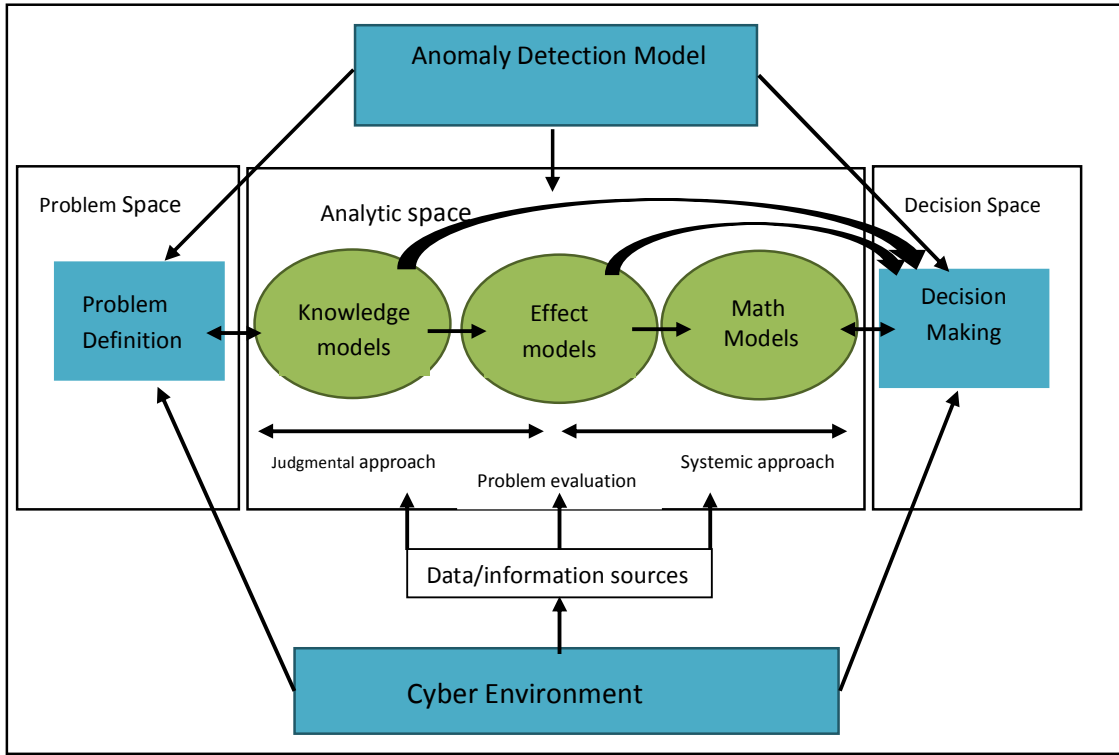 Anomaly Detection Model
Problem Space
Analytic space
Decision Space
Problem
Definition
Knowledge
models
Effect
models
Math
Models
Decision
Making
Judgmental approach
Problem evaluation
Systemic approach
Data/information sources
Cyber Environment